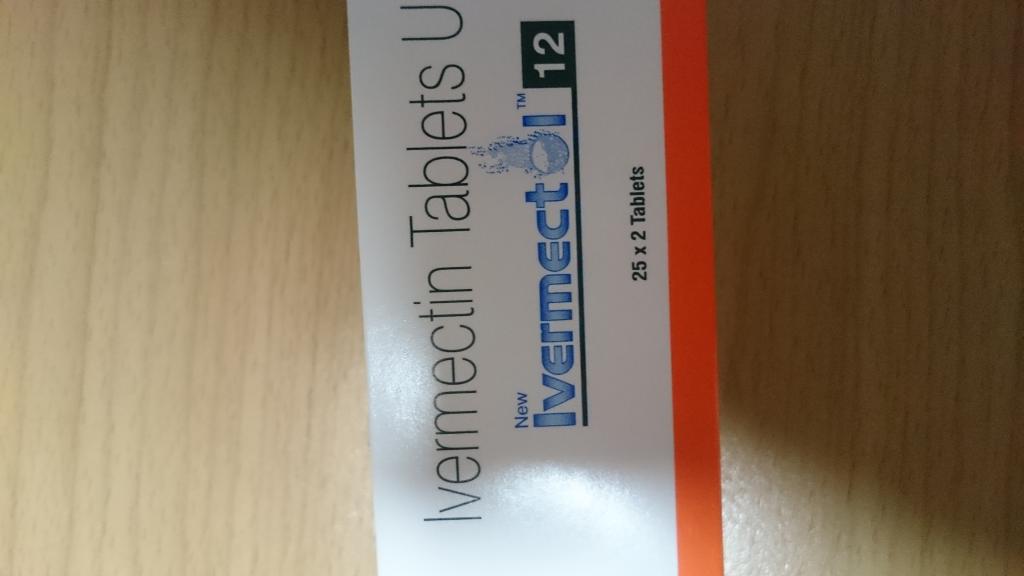 Ivermectin Tablets U
New
Ivermectol™ 12
25 x 2 Tablets